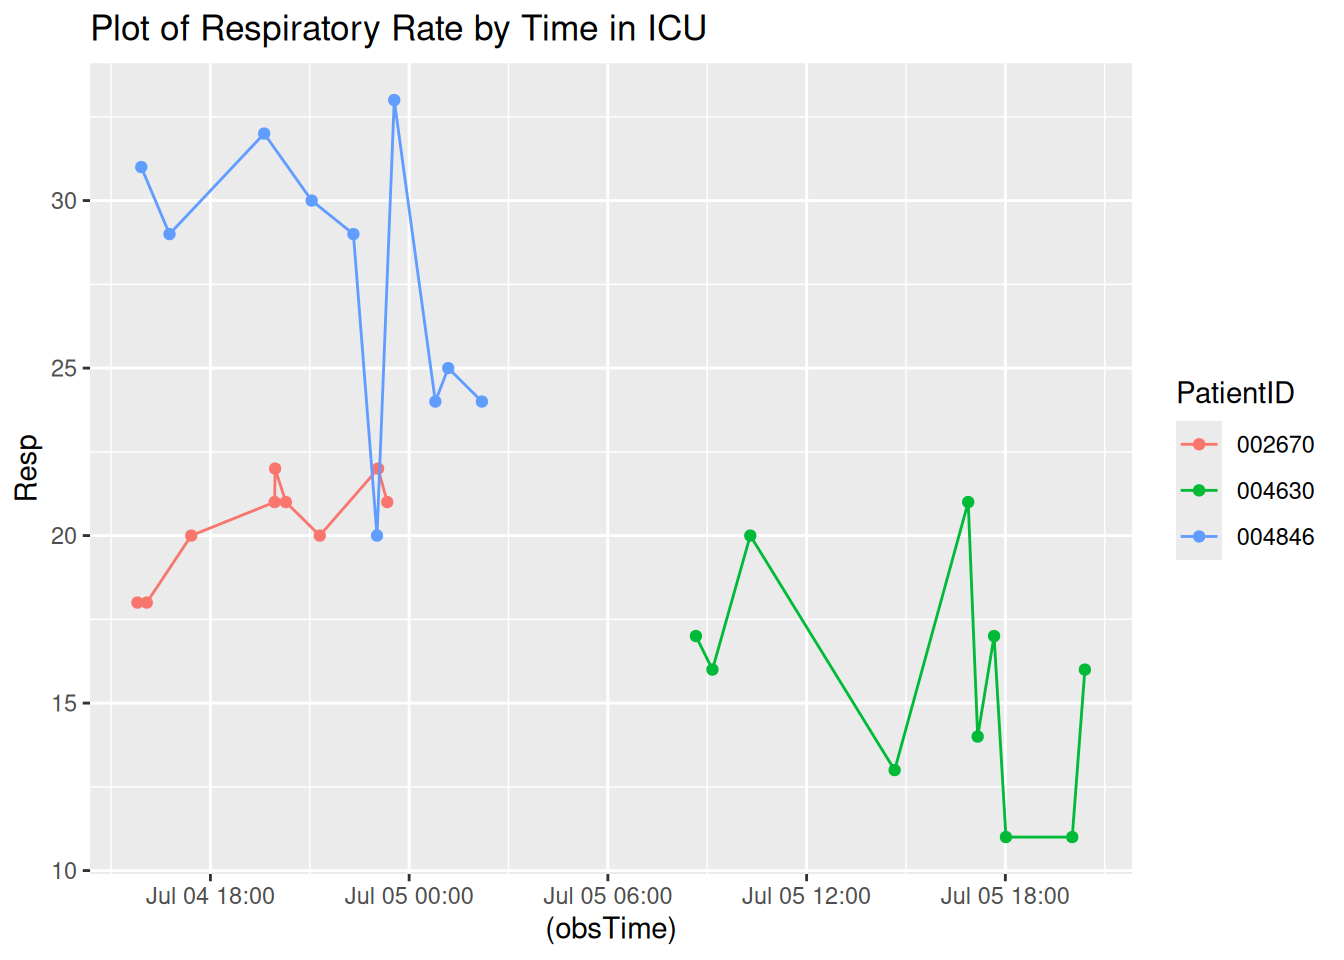 Plot of Respiratory Rate by Time in ICU
Resp
30
25
20
15
10
Jul 04 18:00
Jul 05 00:00
Jul 05 06:00
Jul 05 12:00
Jul 05 18:00
(obsTime)
PatientID
002670
004630
004846